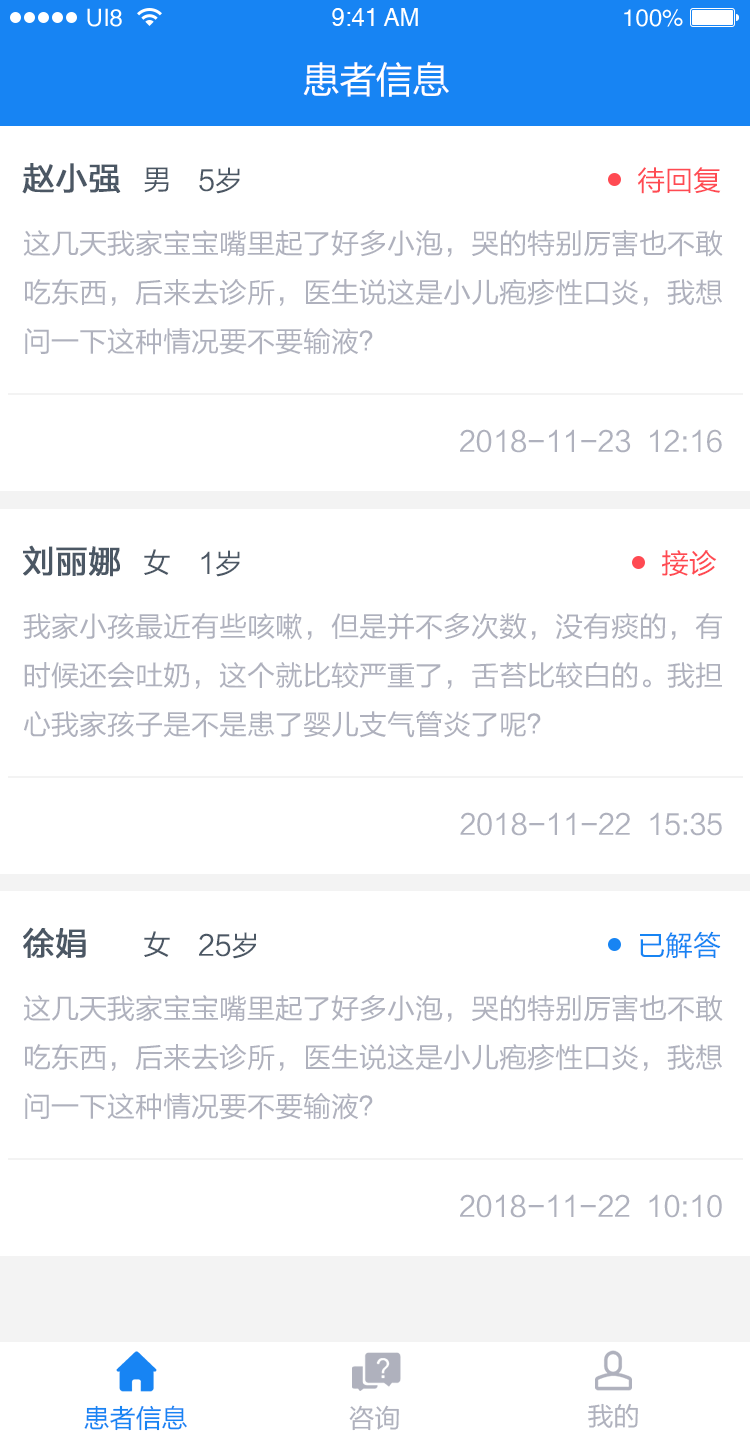 UI8 9:41 AM 100%
患者信息
赵小强 男 5岁 待回复
这几天我家宝宝嘴里起了好多小泡，哭的特别厉害也不敢
吃东西，后来去诊所，医生说这是小儿疱疹性口炎，我想
问一下这种情况要不要输液?
2018-11-23 12:16
刘丽娜 女 1岁 接诊
我家小孩最近有些咳嗽，但是并不多次数，没有痰的，有
时候还会吐奶，这个就比较严重了，舌苔比较白的。我担
心我家孩子是不是患了婴儿支气管炎了呢?
2018-11-22 15:35
徐娟 女 25岁 已解答
这几天我家宝宝嘴里起了好多小泡，哭的特别厉害也不敢
吃东西，后来去诊所，医生说这是小儿疱疹性口炎，我想
问一下这种情况要不要输液?
2018-11-22 10:10
患者信息 咨询 我的